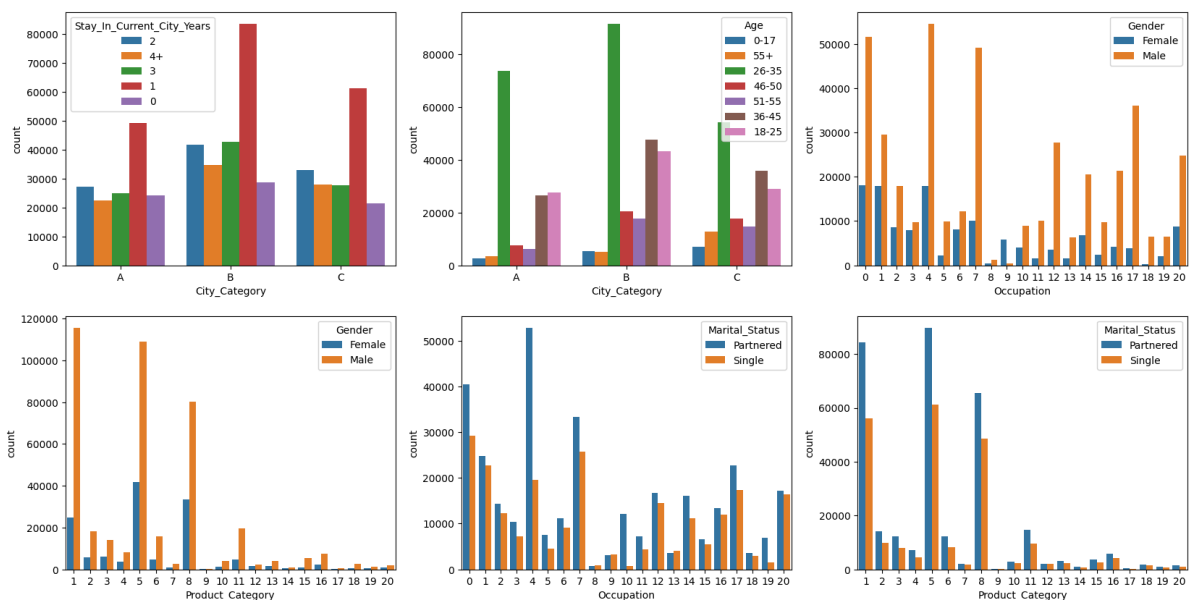 Stay_In_Current_City_Years
2
4+
3
1
0
80000
70000
60000
50000
40000
30000
20000
10000
0
count
A B C
City_Category
Age
0-17
55+
26-35
46-50
51-55
36-45
18-25
80000
60000
40000
20000
0
count
A B C
City_Category
Gender
Female
Male
50000
40000
30000
20000
10000
0
count
0 1 2 3 4 5 6 7 8 9 10 11 12 13 14 15 16 17 18 19 20
Occupation
Gender
Female
Male
120000
100000
80000
60000
40000
20000
0
count
1 2 3 4 5 6 7 8 9 10 11 12 13 14 15 16 17 18 19 20
Product_Category
Marital_Status
Partnered
Single
50000
40000
30000
20000
10000
0
count
0 1 2 3 4 5 6 7 8 9 10 11 12 13 14 15 16 17 18 19 20
Occupation
Marital_Status
Partnered
Single
80000
60000
40000
20000
0
count
1 2 3 4 5 6 7 8 9 10 11 12 13 14 15 16 17 18 19 20
Product_Category